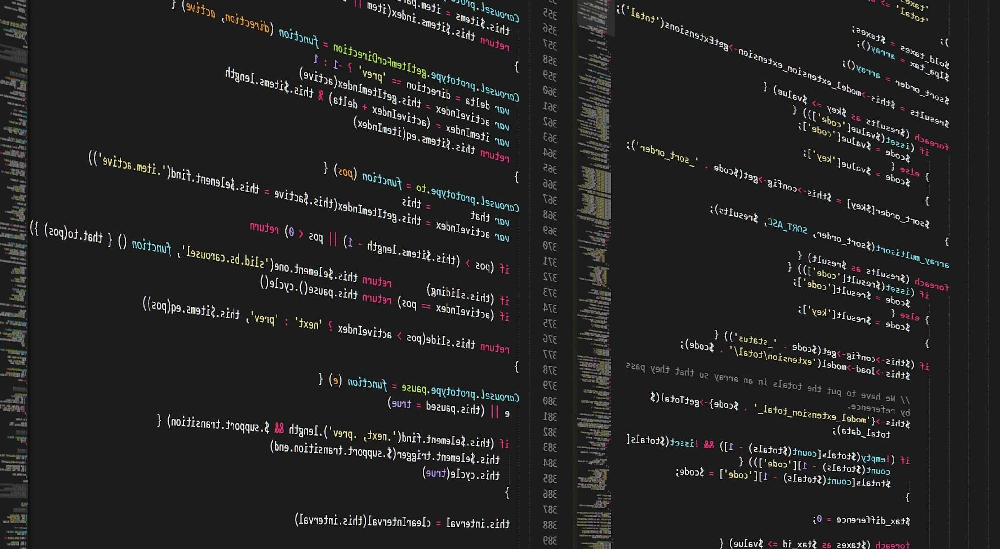 'taxes'
'total' =>
'total'
);
$old_taxes = $taxes;
$lpa_tax = array();
$sort_order = array();
$results = $this->model_extension_extension->getExtensions('total');
foreach ($results as $key => $value) {
if (isset($value['code'])) {
$code = $value['code'];
} else {
$code = $value['key'];
}
$sort_order[$key] = $this->config->get($code . '_sort_order');
}
array_multisort($sort_order, SORT_ASC, $results);
foreach ($results as $result) {
if (isset($result['code'])) {
$code = $result['code'];
} else {
$code = $result['key'];
}
if ($this->config->get($code . '_status')) {
$this->load->model('extension/total/' . $code);
// We have to put the totals in an array so that they pass
by reference.
$this->{'model_extension_total_' . $code}->getTotal($
total_data);
if (!empty($totals[count($totals) - 1]) && !isset($totals[
count($totals) - 1]['code'])) {
$totals[count($totals) - 1]['code'] = $code;
}
$tax_difference = 0;
foreach ($taxes as $tax_id => $value) {
355
356 Carousel.prototype.
357 this.$items = item.pa
358 return this.$items.index(item ||
359 }
360
361 Carousel.prototype.getItemForDirection = function (direction, active) {
362 var delta = direction == 'prev' ? -1 : 1
363 var activeIndex = this.getItemIndex(active)
364 var itemIndex = (activeIndex + delta) % this.$items.length
365 return this.$items.eq(itemIndex)
366 }
367
368 Carousel.prototype.to = function (pos) {
369 var that = this
370 var activeIndex = this.getItemIndex(this.$active = this.$element.find('.item.active'))
371
372 if (pos > (this.$items.length - 1) || pos < 0) return
373
374 if (this.sliding) return this.$element.one('slid.bs.carousel', function () { that.to(pos) })
375 if (activeIndex == pos) return this.pause().cycle()
376
377 return this.slide(pos > activeIndex ? 'next' : 'prev', this.$items.eq(pos))
378 }
379
380 Carousel.prototype.pause = function (e) {
381 e || (this.paused = true)
382
383 if (this.$element.find('.next, .prev').length && $.support.transition) {
384 this.$element.trigger($.support.transition.end)
385 this.cycle(true)
386 }
387
388 this.interval = clearInterval(this.interval)
389